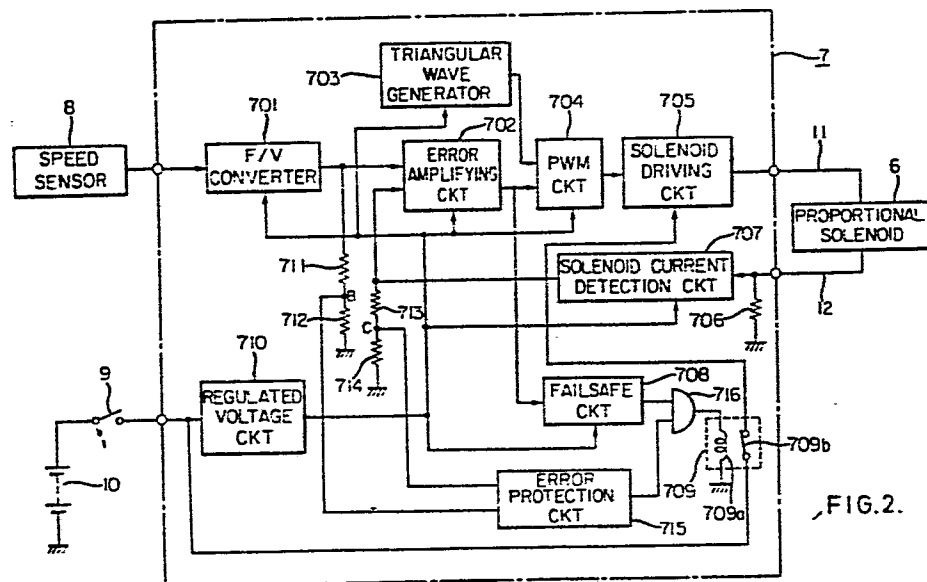 TRIANGULAR
WAVE
GENERATOR
703
7
8
SPEED
SENSOR
701
F/V
CONVERTER
702
ERROR
AMPLIFYING
CKT
704
PWM
CKT
705
SOLENOID
DRIVING
CKT
11
6
PROPORTIONAL
SOLENOID
707
SOLENOID CURRENT
DETECTION CKT
12
706
711
B
712
713
C
714
9
10
710
REGULATED
VOLTAGE
CKT
708
FAILSAFE
CKT
716
709b
709
709a
ERROR
PROTECTION
CKT
715
FIG.2.